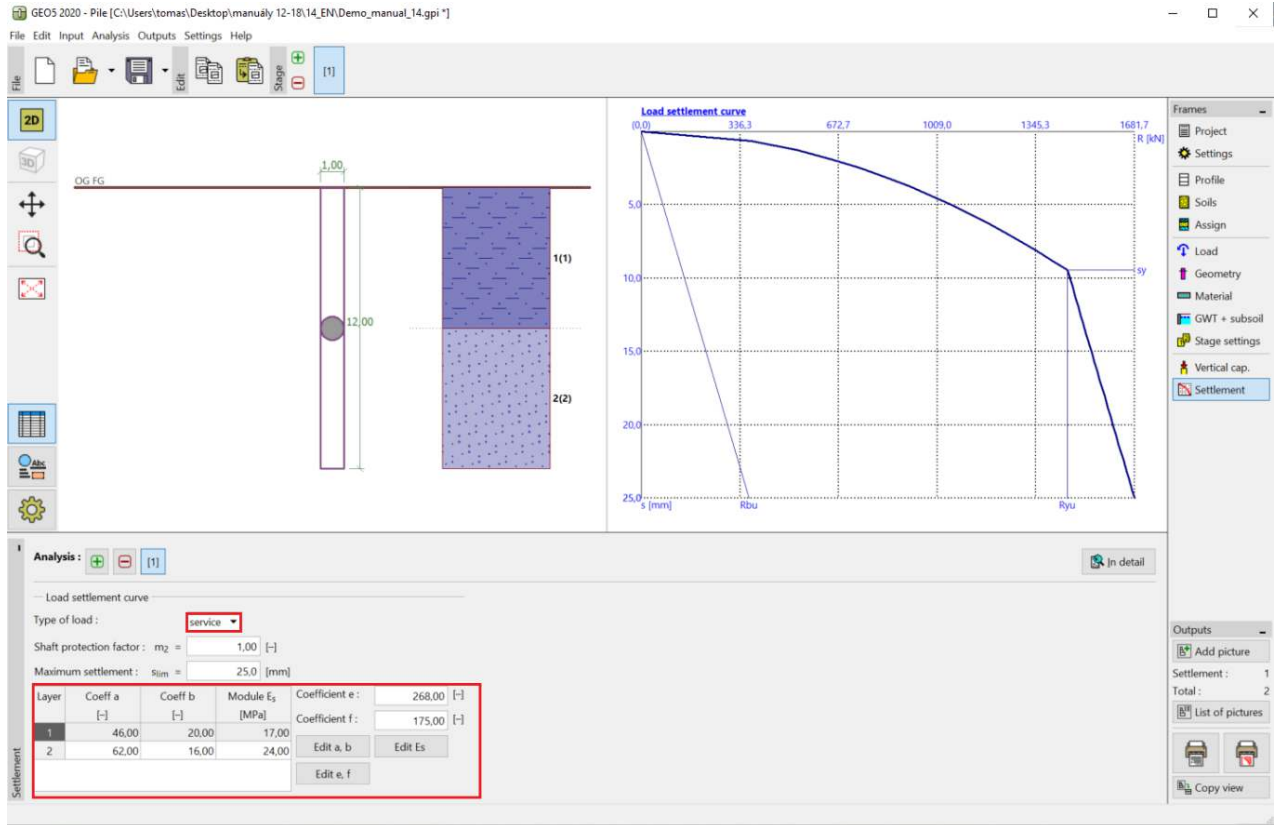 GEO5 2020 - Pile [C:\Users\tomas\Desktop\manuály 12-18\14_EN\Demo_manual_14.gpi *]
File Edit Input Analysis Outputs Settings Help
File
Edit
Stage
[1]
2D
3D
Abc
OG FG
1,00
12,00
1(1)
2(2)
Load settlement curve
(0,0) 336,3 672,7 1009,0 1345,3 1681,7
R [kN]
5,0
10,0
sy
15,0
20,0
25,0
s [mm] Rbu Ryu
Frames
Project
Settings
Profile
Soils
Assign
Load
Geometry
Material
GWT + subsoil
Stage settings
Vertical cap.
Settlement
Analysis : [1]
In detail
Load settlement curve
Type of load : service
Shaft protection factor : m2 = 1,00 [–]
Maximum settlement : slim = 25,0 [mm]
Layer Coeff a Coeff b Module Es
[–] [–] [MPa]
1 46,00 20,00 17,00
2 62,00 16,00 24,00
Coefficient e : 268,00 [–]
Coefficient f : 175,00 [–]
Edit a, b Edit Es
Edit e, f
Settlement
Outputs
Add picture
Settlement : 1
Total : 2
List of pictures
Copy view